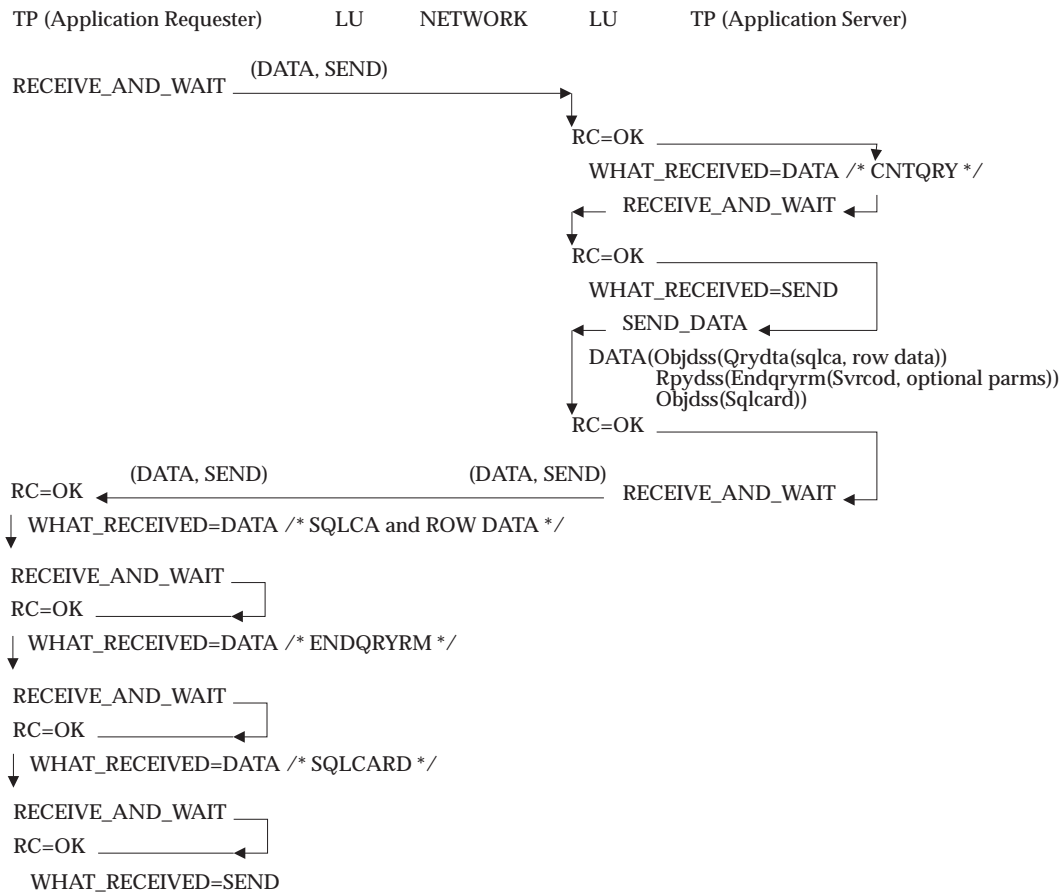 TP (Application Requester) LU NETWORK LU TP (Application Server)
(DATA, SEND)
RECEIVE_AND_WAIT
RC=OK
WHAT_RECEIVED=DATA /* CNTQRY */
RECEIVE_AND_WAIT
RC=OK
WHAT_RECEIVED=SEND
SEND_DATA
DATA(Objdss(Qrydta(sqlca, row data))
Rpydss(Endqryrm(Svrcod, optional parms))
Objdss(Sqlcard))
RC=OK
(DATA, SEND) (DATA, SEND)
RC=OK RECEIVE_AND_WAIT
WHAT_RECEIVED=DATA /* SQLCA and ROW DATA */
RECEIVE_AND_WAIT
RC=OK
WHAT_RECEIVED=DATA /* ENDQRYRM */
RECEIVE_AND_WAIT
RC=OK
WHAT_RECEIVED=DATA /* SQLCARD */
RECEIVE_AND_WAIT
RC=OK
WHAT_RECEIVED=SEND